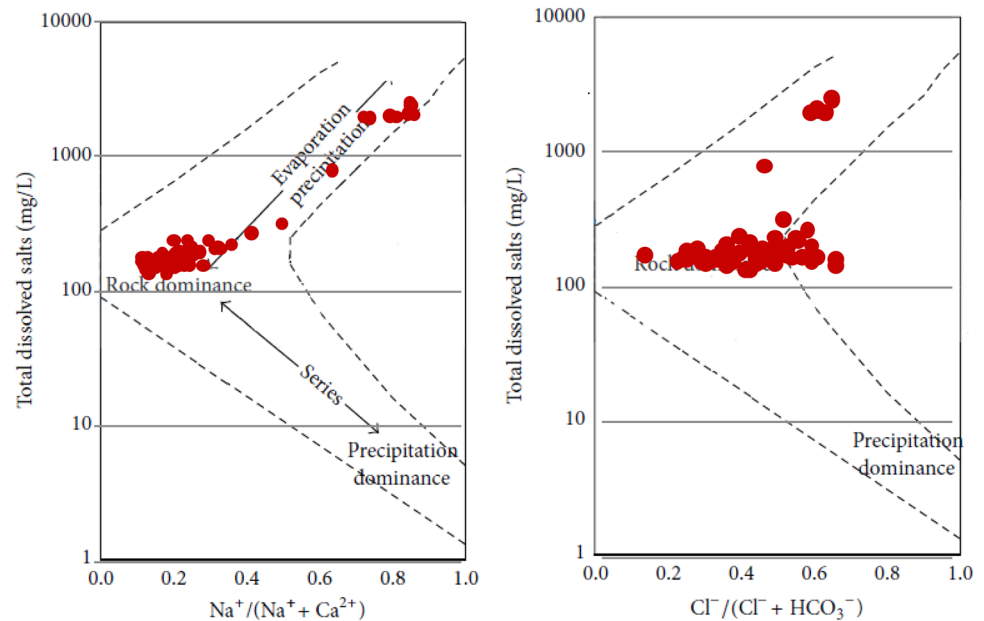 10000
1000
100
10
1
Total dissolved salts (mg/L)
Evaporation
precipitation
Rock dominance
Series
Precipitation
dominance
0.0 0.2 0.4 0.6 0.8 1.0
Na⁺/(Na⁺ + Ca²⁺)
10000
1000
100
10
1
Total dissolved salts (mg/L)
Rock
Precipitation
dominance
0.0 0.2 0.4 0.6 0.8 1.0
Cl⁻/(Cl⁻ + HCO₃⁻)